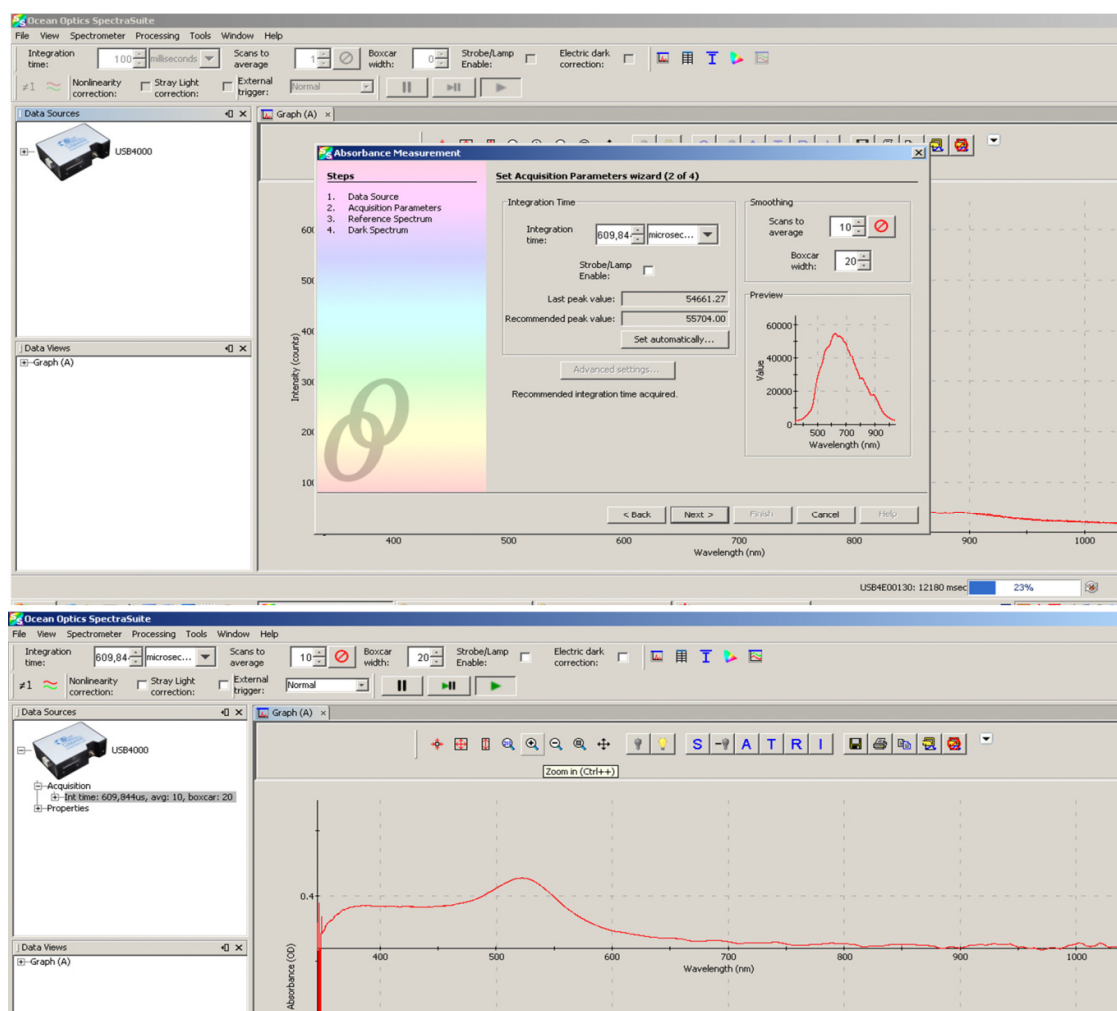 Ocean Optics SpectraSuite
File View Spectrometer Processing Tools Window Help
Integration time: 100 milliseconds Scans to average 1 Boxcar width: 0 Strobe/Lamp Enable: Electric dark correction:
≠1 Nonlinearity correction: Stray Light correction: External trigger: Normal
Data Sources
Graph (A)
USB4000
Absorbance Measurement
Steps
1. Data Source
2. Acquisition Parameters
3. Reference Spectrum
4. Dark Spectrum
Set Acquisition Parameters wizard (2 of 4)
Integration Time
Integration time: 609,84 microsec...
Strobe/Lamp Enable:
Last peak value: 54661.27
Recommended peak value: 55704.00
Set automatically...
Advanced settings...
Recommended integration time acquired.
Smoothing
Scans to average 10
Boxcar width: 20
Preview
60000
40000
20000
0
Value
500 700 900
Wavelength (nm)
< Back Next > Finish Cancel Help
Data Views
Graph (A)
Intensity (counts)
400 500 600 700 800 900 1000
Wavelength (nm)
USB4E00130: 12180 msec 23%
Ocean Optics SpectraSuite
File View Spectrometer Processing Tools Window Help
Integration time: 609,84 microsec... Scans to average 10 Boxcar width: 20 Strobe/Lamp Enable: Electric dark correction:
≠1 Nonlinearity correction: Stray Light correction: External trigger: Normal
Data Sources
Graph (A)
USB4000
S A T R I
Zoom in (Ctrl++)
Acquisition
Int time: 609,844us, avg: 10, boxcar: 20
Properties
Data Views
Graph (A)
0.4
Absorbance (OD)
400 500 600 700 800 900 1000
Wavelength (nm)